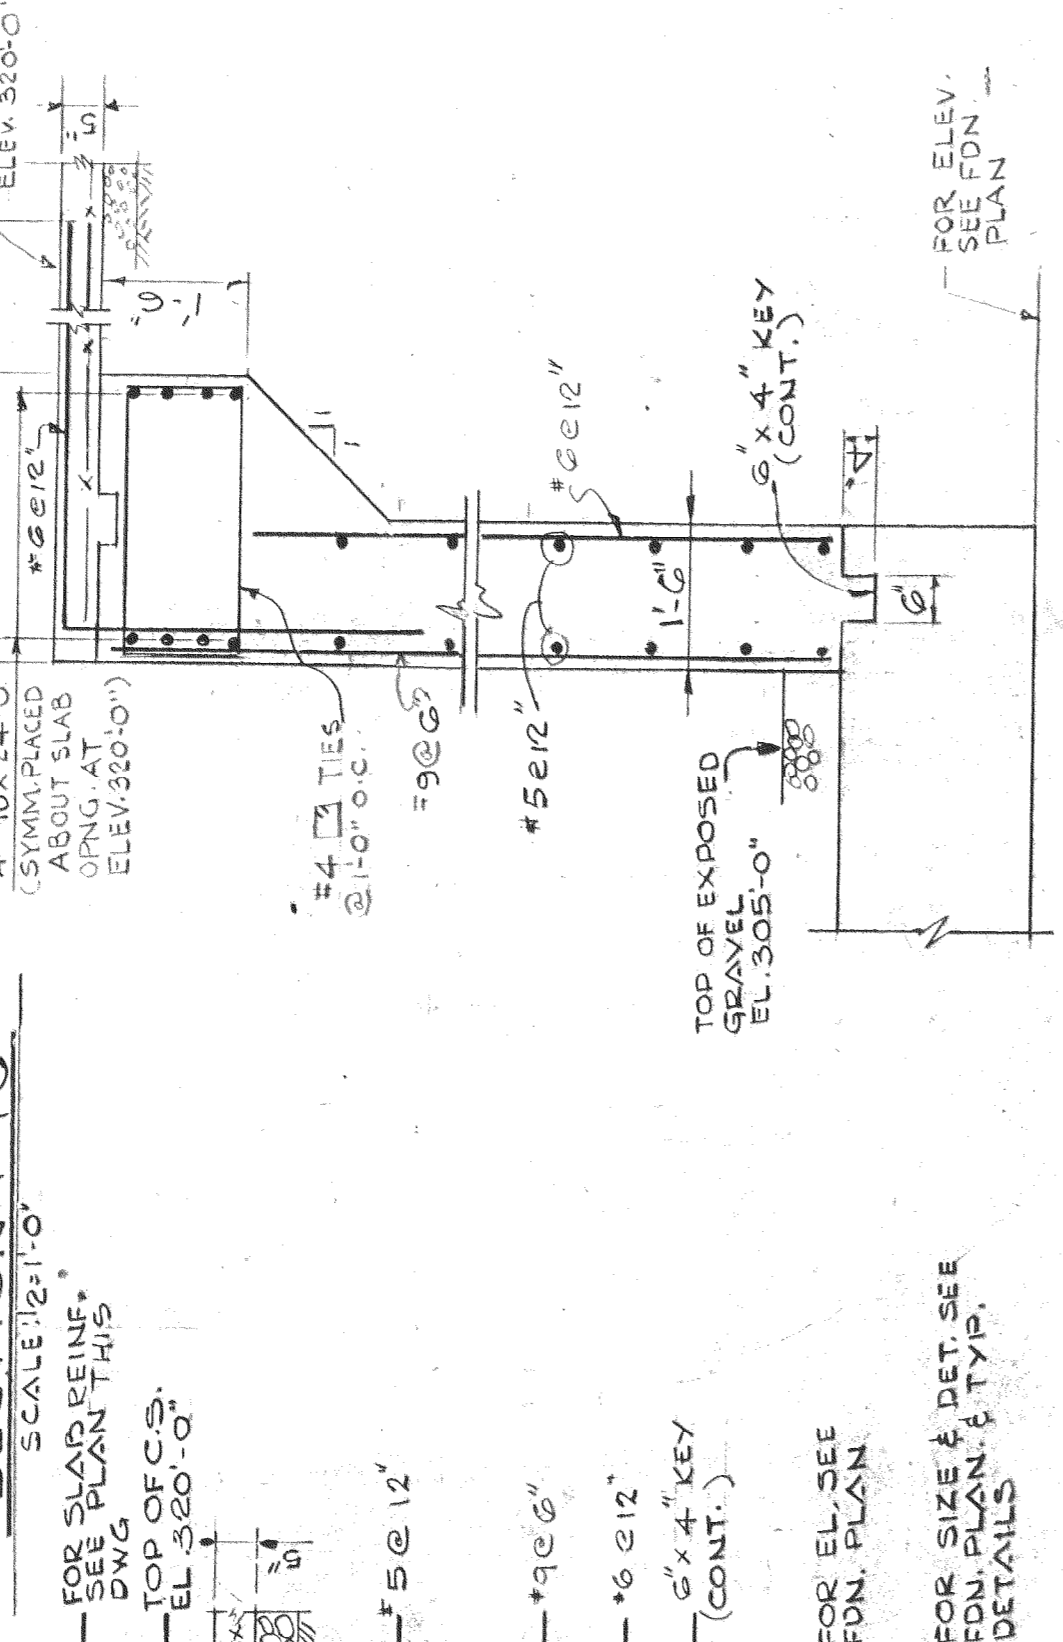 ELEV. 320'-0"
5"
#6@12"
(SYMM. PLACED
ABOUT SLAB
OPNG. AT
ELEV. 320'-0")
1'-6"
1
1
#4 TIES
@ 1'-0" O.C.
#9@6"
#6@12"
#5@12"
1'-6"
6" x 4" KEY
(CONT.)
4"
6"
TOP OF EXPOSED
GRAVEL
EL. 305'-0"
FOR ELEV.
SEE FDN.
PLAN
SCALE: 1/2"=1'-0"
FOR SLAB REINF.
SEE PLAN THIS
DWG
TOP OF C.S.
EL. 320'-0"
5"
#5 @ 12"
#9@6"
#6@12"
6" x 4" KEY
(CONT.)
FOR EL. SEE
FDN. PLAN
FOR SIZE & DET. SEE
FDN. PLAN. & TYP.
DETAILS